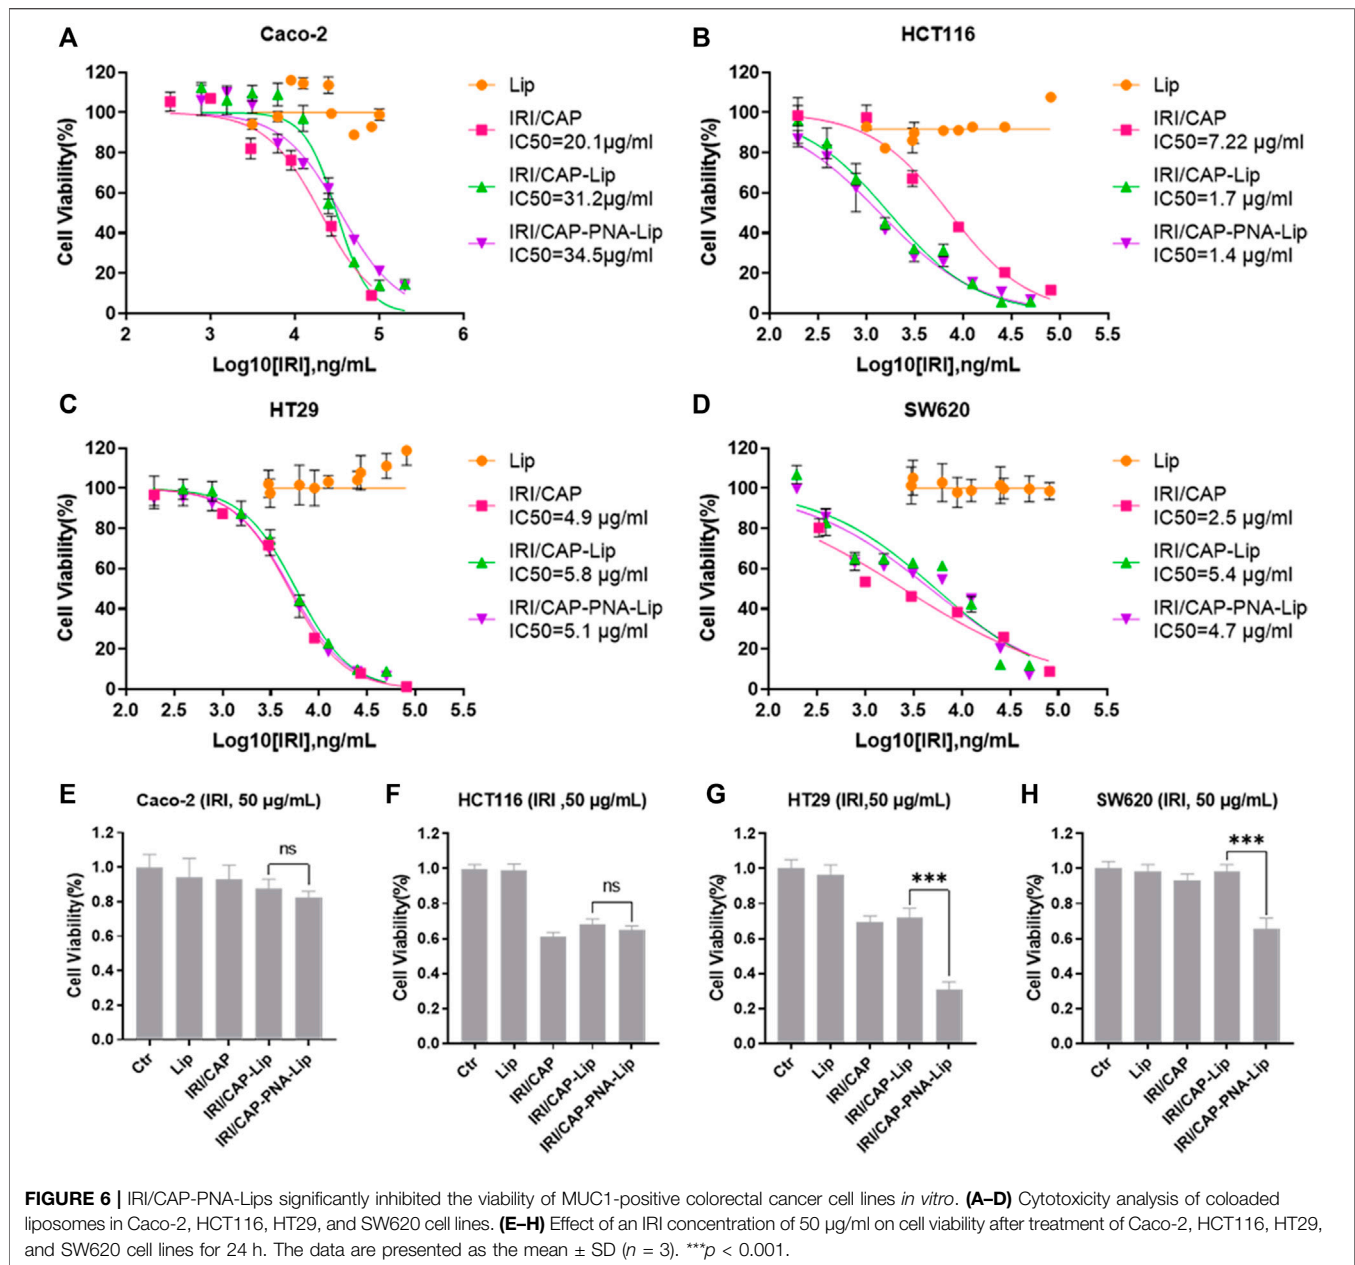 A
Caco-2
Cell Viability(%)
120
100
80
60
40
20
0
2 3 4 5 6
Log10[IRI],ng/mL
Lip
IRI/CAP
IC50=20.1µg/ml
IRI/CAP-Lip
IC50=31.2µg/ml
IRI/CAP-PNA-Lip
IC50=34.5µg/ml
B
HCT116
Cell Viability(%)
120
100
80
60
40
20
0
2.0 2.5 3.0 3.5 4.0 4.5 5.0 5.5
Log10[IRI],ng/mL
Lip
IRI/CAP
IC50=7.22 µg/ml
IRI/CAP-Lip
IC50=1.7 µg/ml
IRI/CAP-PNA-Lip
IC50=1.4 µg/ml
C
HT29
Cell Viability(%)
120
100
80
60
40
20
0
2.0 2.5 3.0 3.5 4.0 4.5 5.0 5.5
Log10[IRI],ng/mL
Lip
IRI/CAP
IC50=4.9 µg/ml
IRI/CAP-Lip
IC50=5.8 µg/ml
IRI/CAP-PNA-Lip
IC50=5.1 µg/ml
D
SW620
Cell Viability(%)
120
100
80
60
40
20
0
2.0 2.5 3.0 3.5 4.0 4.5 5.0 5.5
Log10[IRI],ng/mL
Lip
IRI/CAP
IC50=2.5 µg/ml
IRI/CAP-Lip
IC50=5.4 µg/ml
IRI/CAP-PNA-Lip
IC50=4.7 µg/ml
E
Caco-2 (IRI, 50 µg/mL)
Cell Viability(%)
1.2
1.0
0.8
0.6
0.4
0.2
0.0
ns
Ctr
Lip
IRI/CAP
IRI/CAP-Lip
IRI/CAP-PNA-Lip
F
HCT116 (IRI ,50 µg/mL)
Cell Viability(%)
1.2
1.0
0.8
0.6
0.4
0.2
0.0
ns
Ctr
Lip
IRI/CAP
IRI/CAP-Lip
IRI/CAP-PNA-Lip
G
HT29 (IRI,50 µg/mL)
Cell Viability(%)
1.2
1.0
0.8
0.6
0.4
0.2
0.0
***
Ctr
Lip
IRI/CAP
IRI/CAP-Lip
IRI/CAP-PNA-Lip
H
SW620 (IRI, 50 µg/mL)
Cell Viability(%)
1.2
1.0
0.8
0.6
0.4
0.2
0.0
***
Ctr
Lip
IRI/CAP
IRI/CAP-Lip
IRI/CAP-PNA-Lip
FIGURE 6 | IRI/CAP-PNA-Lips significantly inhibited the viability of MUC1-positive colorectal cancer cell lines in vitro. (A–D) Cytotoxicity analysis of coloaded
liposomes in Caco-2, HCT116, HT29, and SW620 cell lines. (E–H) Effect of an IRI concentration of 50 µg/ml on cell viability after treatment of Caco-2, HCT116, HT29,
and SW620 cell lines for 24 h. The data are presented as the mean ± SD (n = 3). ***p < 0.001.